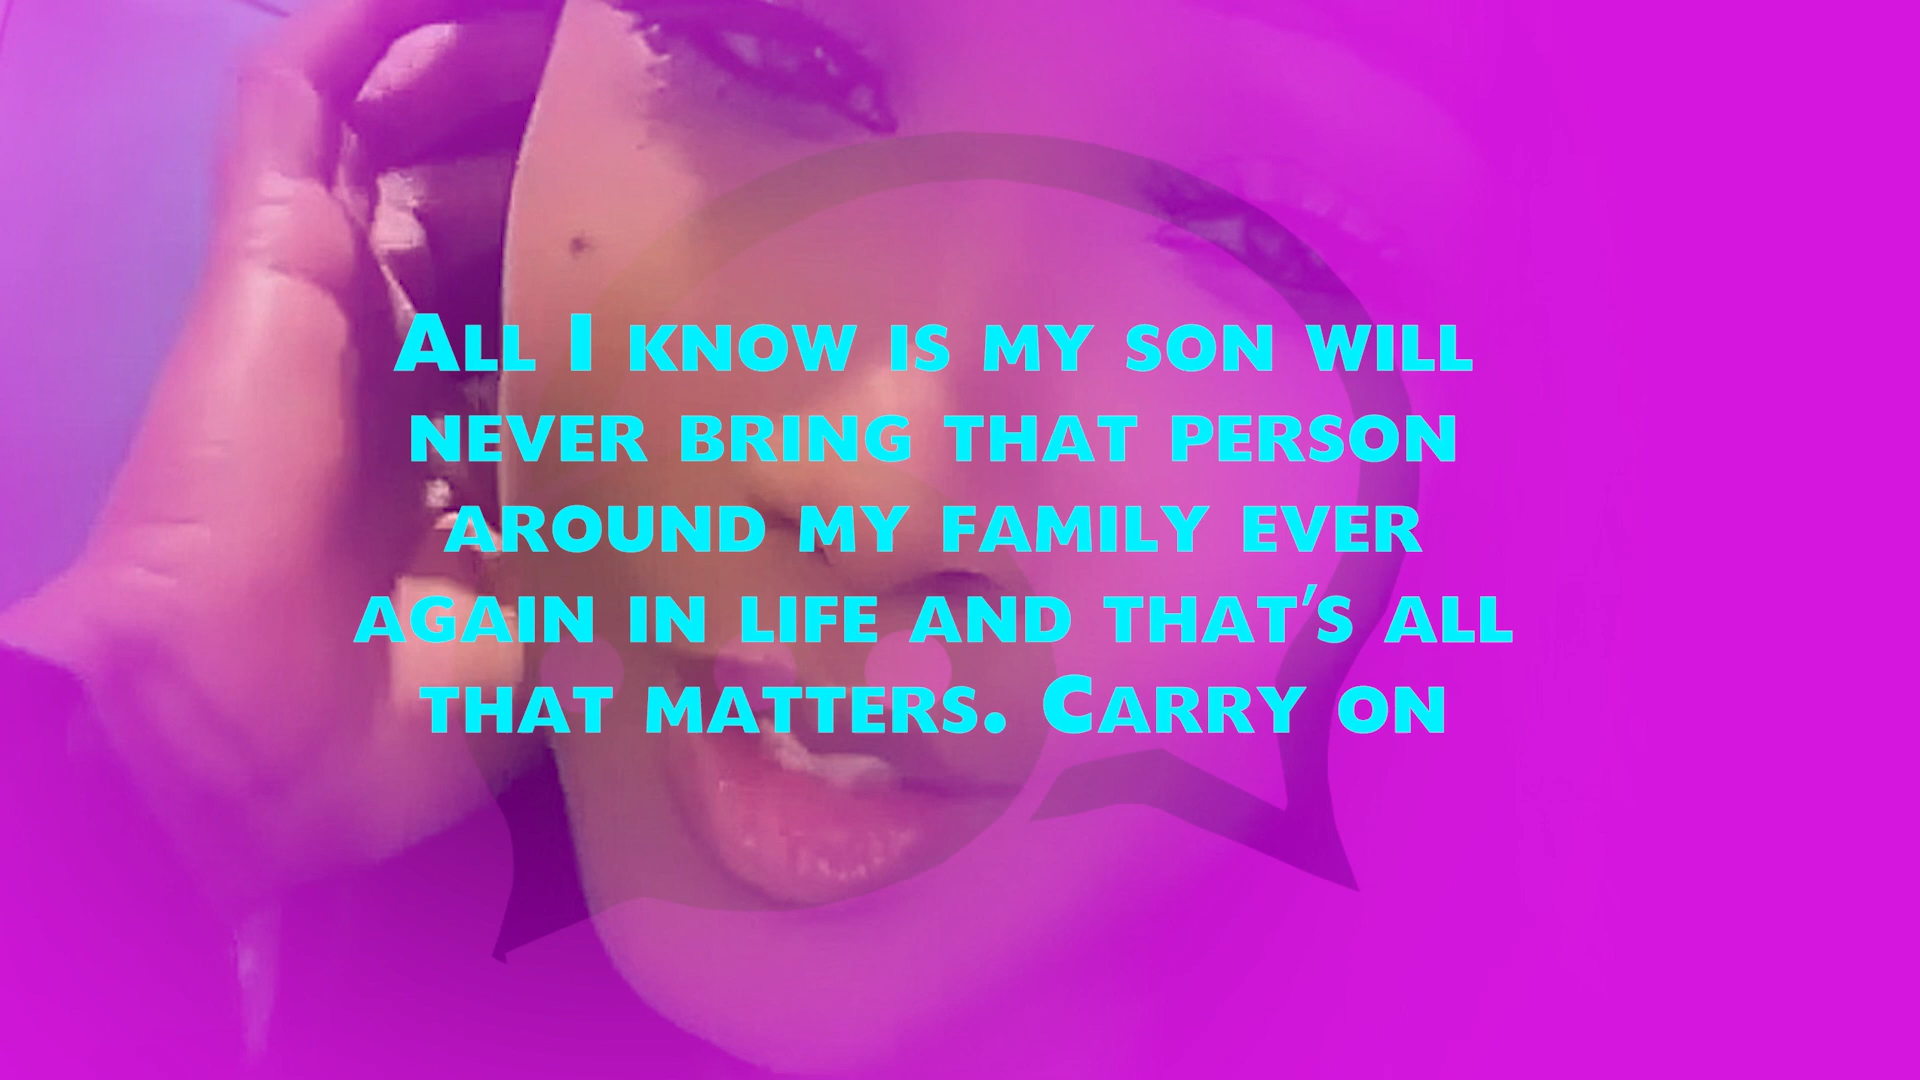 All I know is my son will
never bring that person
around my family ever
again in life and that's all
that matters. Carry on